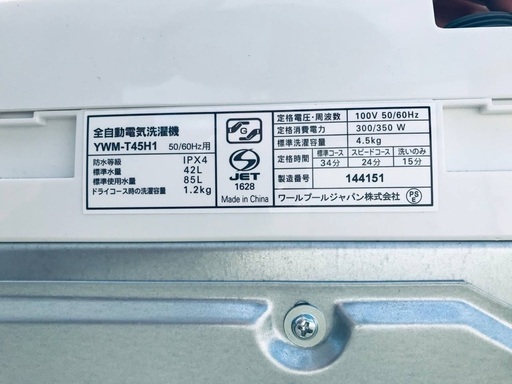 全自動電気洗濯機
YWM-T45H1 50/60Hz用
防水等級 IPX4
標準水量 42L
標準使用水量 85L
ドライコース時の洗濯容量 1.2kg
G
S
JET
1628
Made in China
定格電圧・周波数 100V 50/60Hz
定格消費電力 300/350 W
標準洗濯・脱水容量 4.5kg
定格時間 標準コース スピードコース 洗いのみ
34分 24分 15分
製造番号 144151
ワールプールジャパン株式会社 PSE